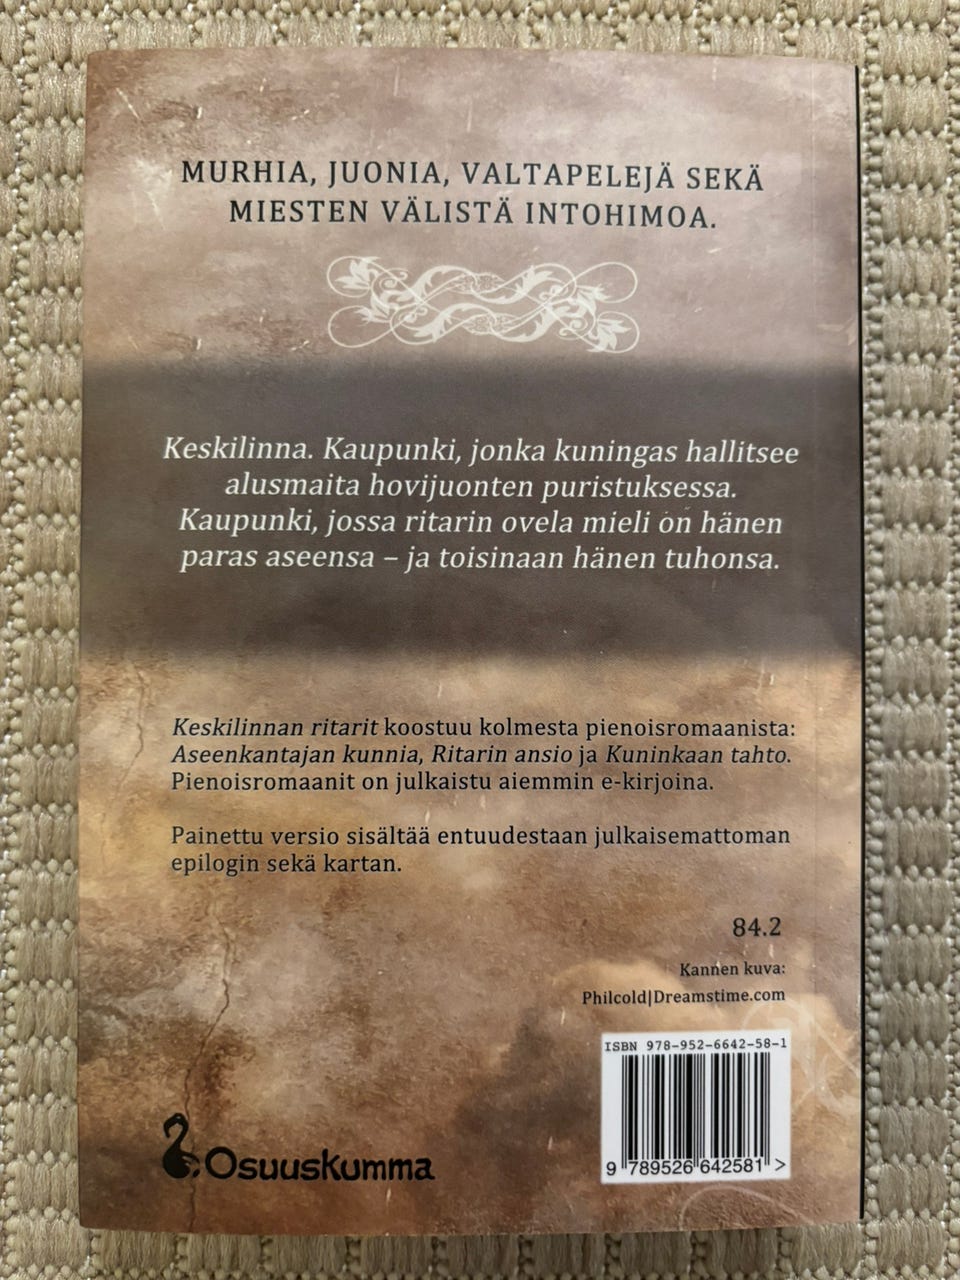 MURHIA, JUONIA, VALTAPELEJÄ SEKÄ
MIESTEN VÄLISTÄ INTOHIMOA.
Keskilinna. Kaupunki, jonka kuningas hallitsee
alusmaita hovijuonten puristuksessa.
Kaupunki, jossa ritarin ovela mieli on hänen
paras aseensa – ja toisinaan hänen tuhonsa.
Keskilinnan ritarit koostuu kolmesta pienoisromaanista:
Aseenkantajan kunnia, Ritarin ansio ja Kuninkaan tahto.
Pienoisromaanit on julkaistu aiemmin e-kirjoina.
Painettu versio sisältää entuudestaan julkaisemattoman
epilogin sekä kartan.
84.2
Kannen kuva:
Philcold|Dreamstime.com
ISBN 978-952-6642-58-1
9 789526 642581 >
Osuuskumma